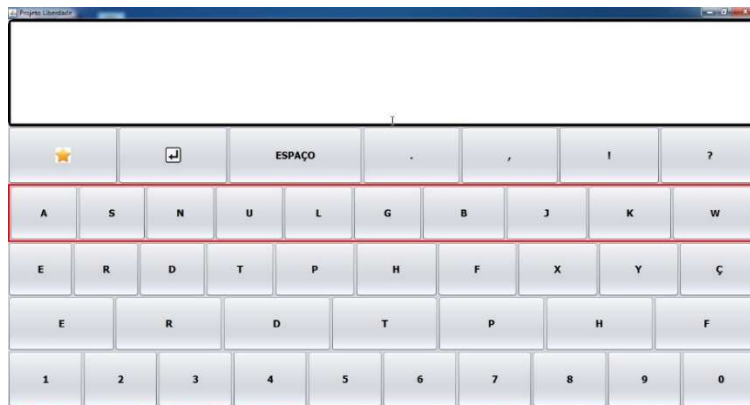 Projeto Liberdade
ESPAÇO . , ! ?
A S N U L G B J K W
E R D T P H F X Y Ç
E R D T P H F
1 2 3 4 5 6 7 8 9 0